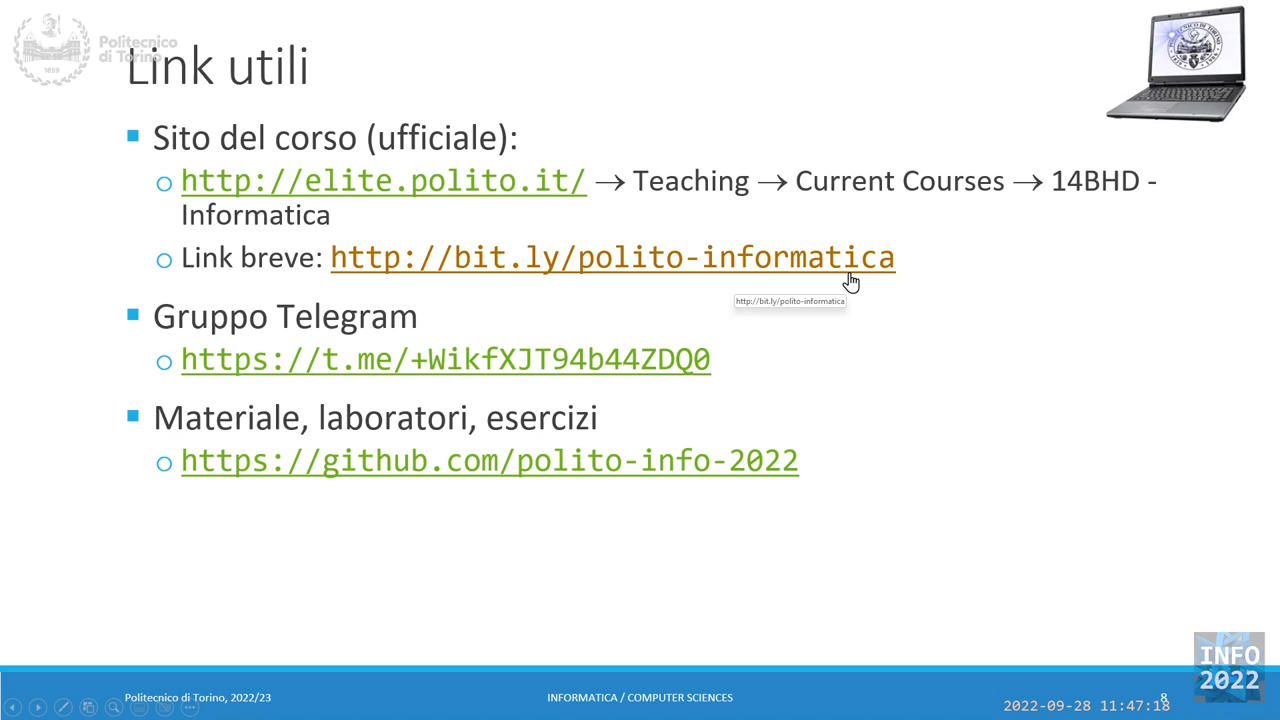 Politecnico
di Torino
1859
Link utili
Sito del corso (ufficiale):
http://elite.polito.it/ → Teaching → Current Courses → 14BHD -
Informatica
Link breve: http://bit.ly/polito-informatica
http://bit.ly/polito-informatica
Gruppo Telegram
https://t.me/+WikfXJT94b44ZDQ0
Materiale, laboratori, esercizi
https://github.com/polito-info-2022
INFO
2022
Politecnico di Torino, 2022/23
INFORMATICA / COMPUTER SCIENCES
8
2022-09-28 11:47:18